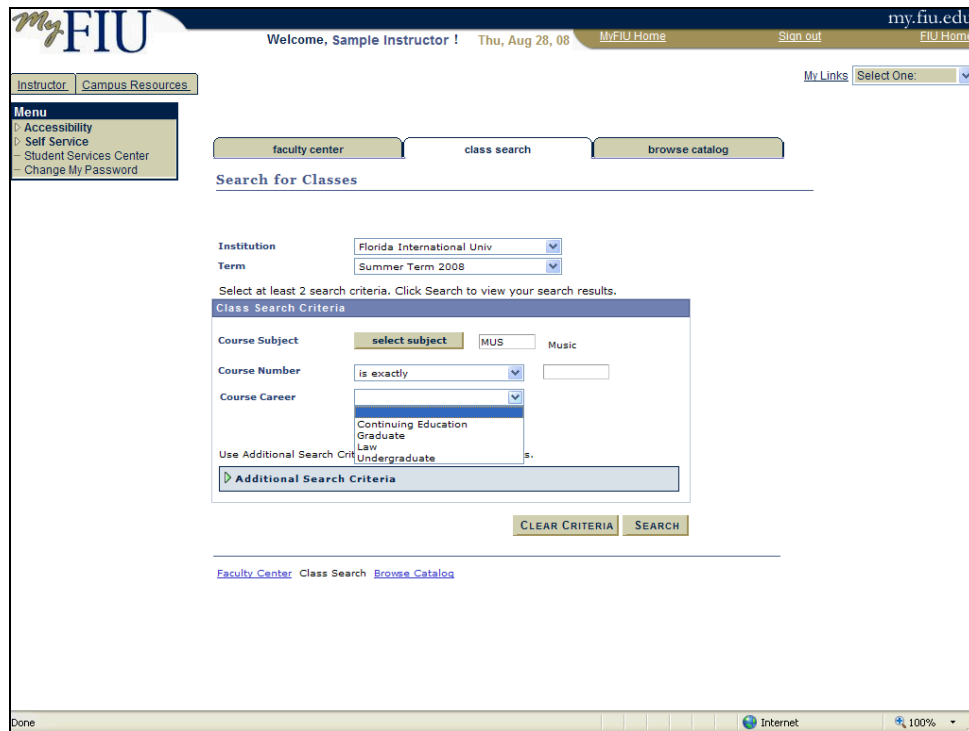 my.fiu.edu
MyFIU
Welcome, Sample Instructor ! Thu, Aug 28, 08 MyFIU Home Sign out FIU Home
My Links Select One:
Instructor Campus Resources
Menu
Accessibility
Self Service
Student Services Center
Change My Password
faculty center class search browse catalog
Search for Classes
Institution Florida International Univ
Term Summer Term 2008
Select at least 2 search criteria. Click Search to view your search results.
Class Search Criteria
Course Subject select subject MUS Music
Course Number is exactly
Course Career
Continuing Education
Graduate
Law
Undergraduate
Use Additional Search Cri s.
Additional Search Criteria
CLEAR CRITERIA SEARCH
Faculty Center Class Search Browse Catalog
Done Internet 100%